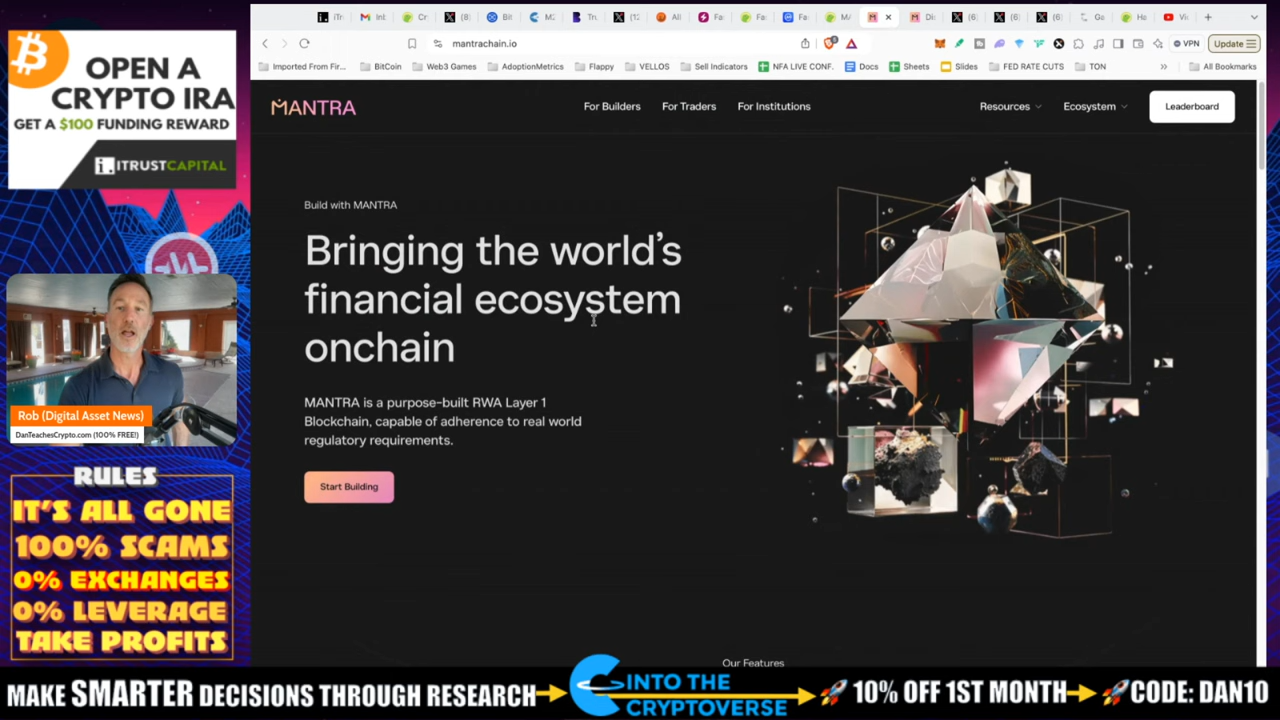 OPEN A
CRYPTO IRA
GET A $100 FUNDING REWARD
i. ITRUSTCAPITAL
Rob (Digital Asset News)
DanTeachesCrypto.com (100% FREE!)
RULES
IT'S ALL GONE
100% SCAMS
0% EXCHANGES
0% LEVERAGE
TAKE PROFITS
mantrachain.io
VPN
Update
Imported From Fir...
BitCoin
Web3 Games
AdoptionMetrics
Flappy
VELLOS
Sell Indicators
NFA LIVE CONF.
Docs
Sheets
Slides
FED RATE CUTS
TON
All Bookmarks
MANTRA
For Builders
For Traders
For Institutions
Resources
Ecosystem
Leaderboard
Build with MANTRA
Bringing the world's
financial ecosystem
onchain
MANTRA is a purpose-built RWA Layer 1
Blockchain, capable of adherence to real world
regulatory requirements.
Start Building
Our Features
MAKE SMARTER DECISIONS THROUGH RESEARCH
INTO THE
CRYPTOVERSE
10% OFF 1ST MONTH
CODE: DAN10